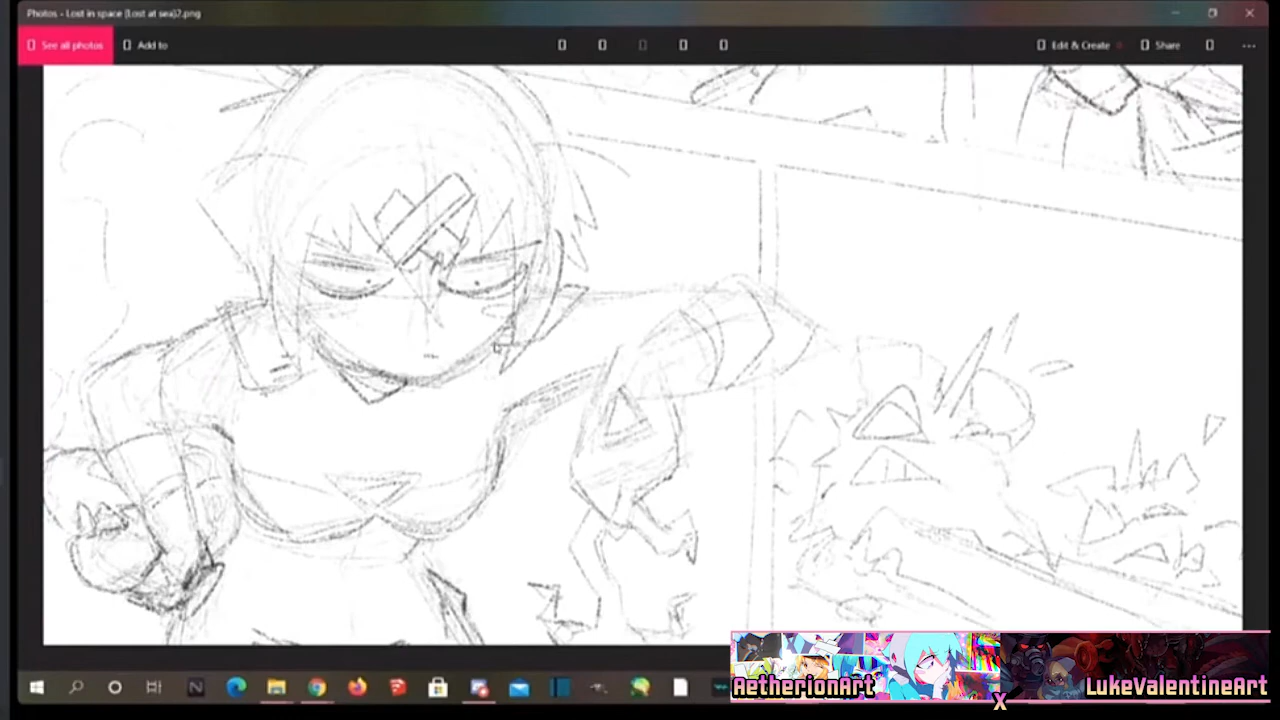 Photos - Lost in space (Lost at sea)2.png
See all photos
Add to
Edit & Create
Share
AetherionArt
X
LukeValentineArt